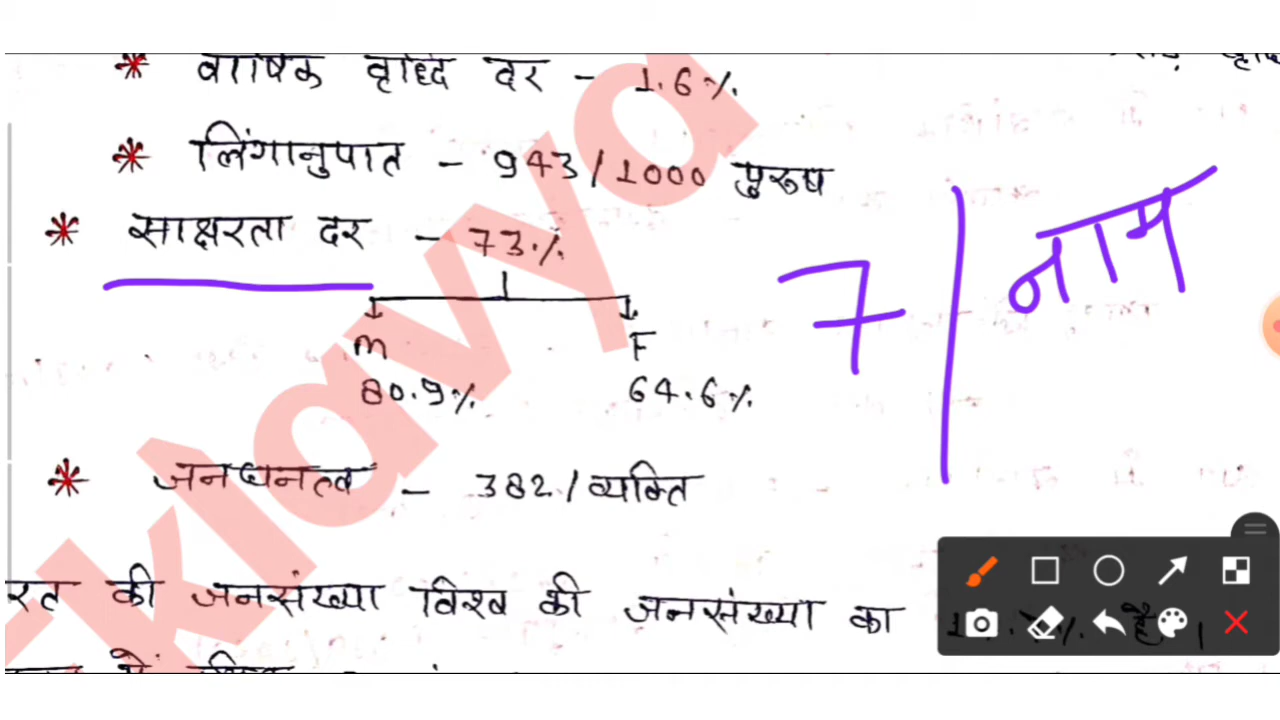 * वार्षिक वृद्धि दर - 1.6%
* लिंगानुपात - 943/1000 पुरूष
* साक्षरता दर - 73%
M F
80.9% 64.6%
7 | नाम
* जनघनत्व - 382/व्यक्ति
रत की जनसंख्या विश्व की जनसंख्या का है।
eklavya